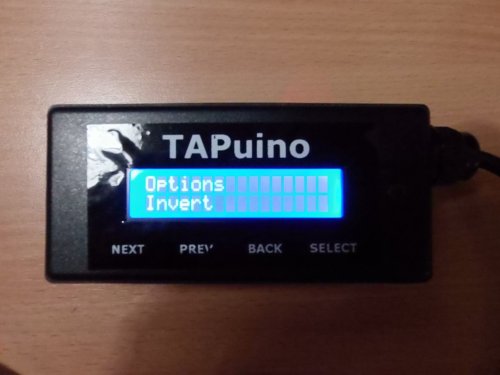 TAPuino
Options
Invert
NEXT PREV BACK SELECT